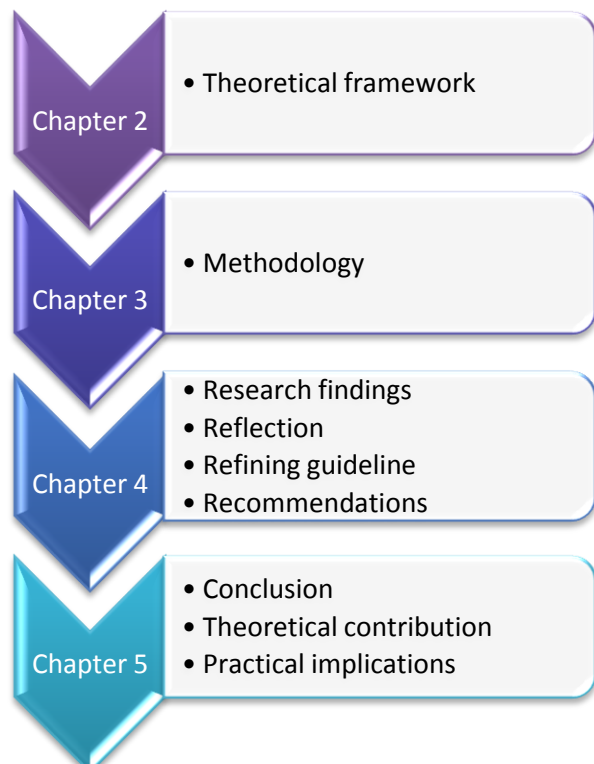 Chapter 2
• Theoretical framework
Chapter 3
• Methodology
Chapter 4
• Research findings
• Reflection
• Refining guideline
• Recommendations
Chapter 5
• Conclusion
• Theoretical contribution
• Practical implications